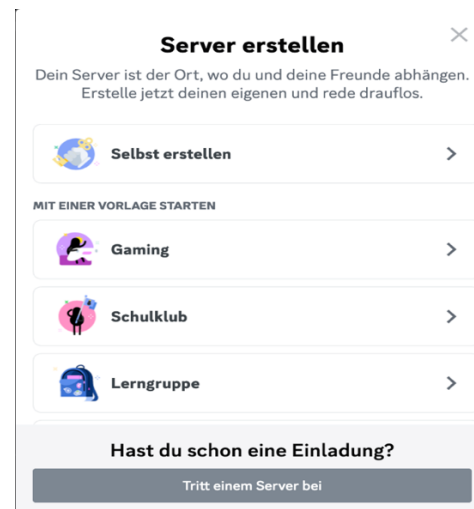 Server erstellen
Dein Server ist der Ort, wo du und deine Freunde abhängen.
Erstelle jetzt deinen eigenen und rede drauflos.
Selbst erstellen
MIT EINER VORLAGE STARTEN
Gaming
Schulklub
Lerngruppe
Hast du schon eine Einladung?
Tritt einem Server bei